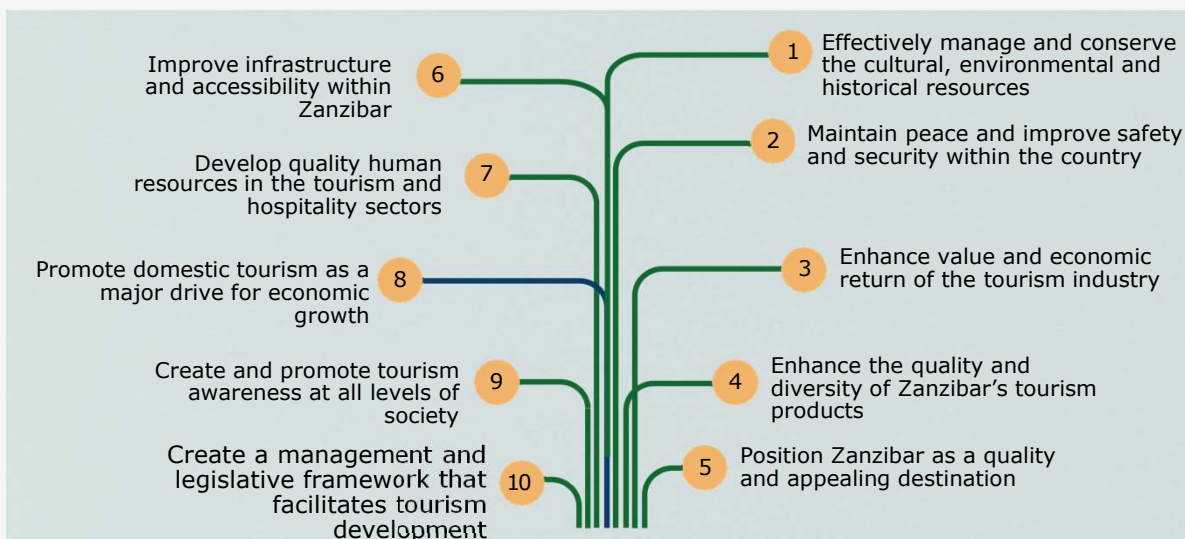 1
Effectively manage and conserve
the cultural, environmental and
historical resources
2
Maintain peace and improve safety
and security within the country
3
Enhance value and economic
return of the tourism industry
4
Enhance the quality and
diversity of Zanzibar’s tourism
products
5
Position Zanzibar as a quality
and appealing destination
6
Improve infrastructure
and accessibility within
Zanzibar
7
Develop quality human
resources in the tourism and
hospitality sectors
8
Promote domestic tourism as a
major drive for economic
growth
9
Create and promote tourism
awareness at all levels of
society
10
Create a management and
legislative framework that
facilitates tourism
development